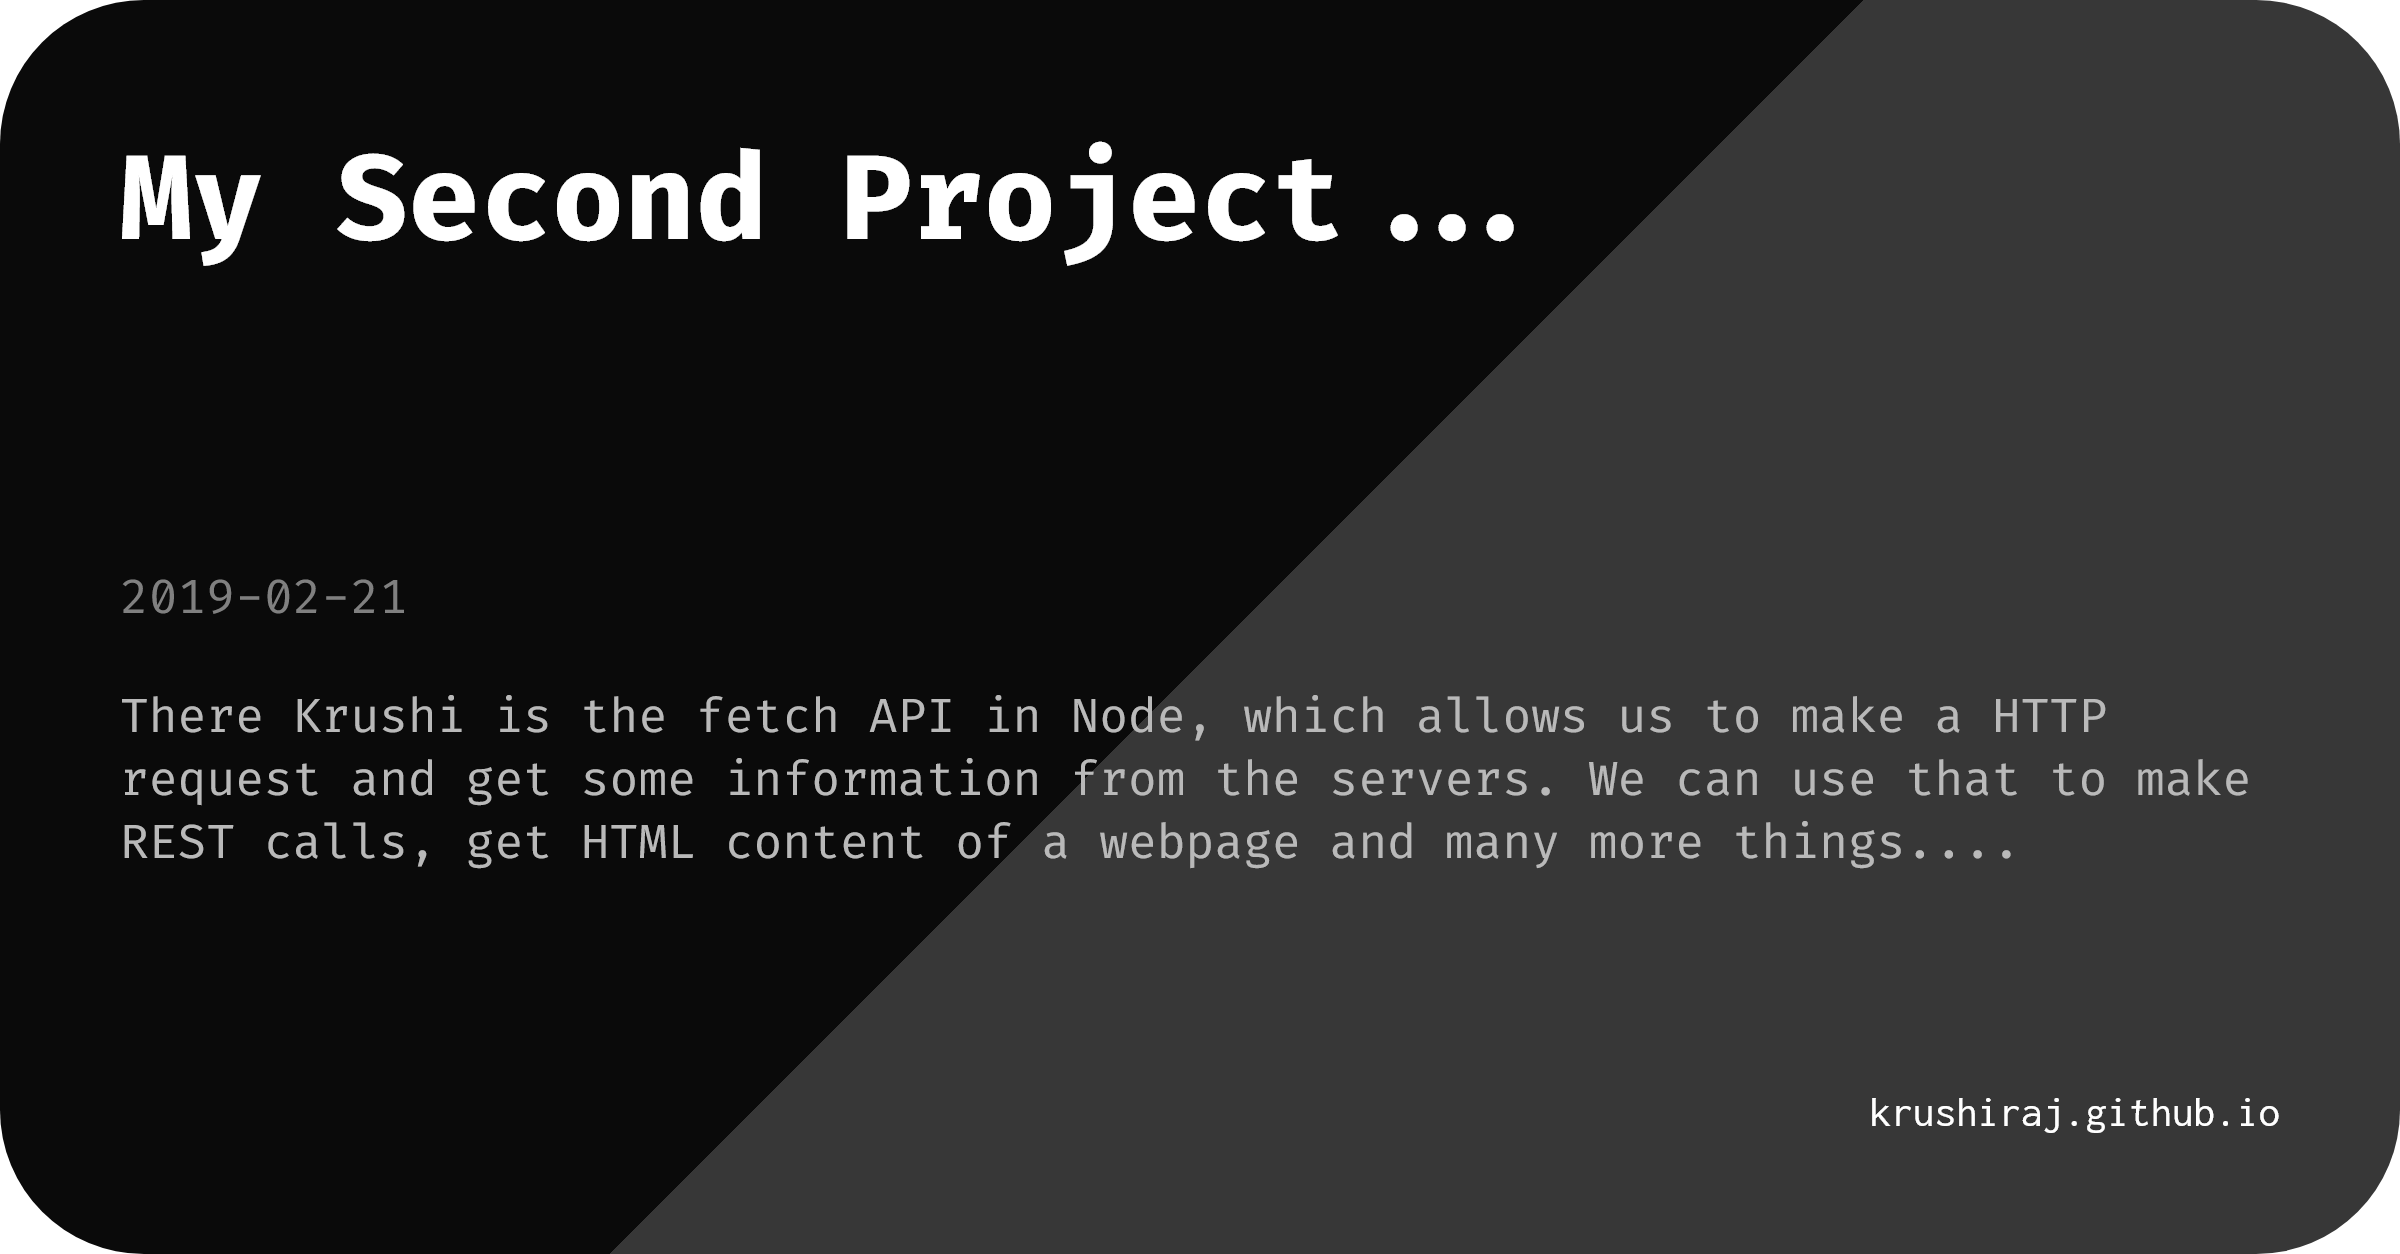 My Second Project...
2019-02-21
There Krushi is the fetch API in Node, which allows us to make a HTTP
request and get some information from the servers. We can use that to make
REST calls, get HTML content of a webpage and many more things....
krushiraj.github.io